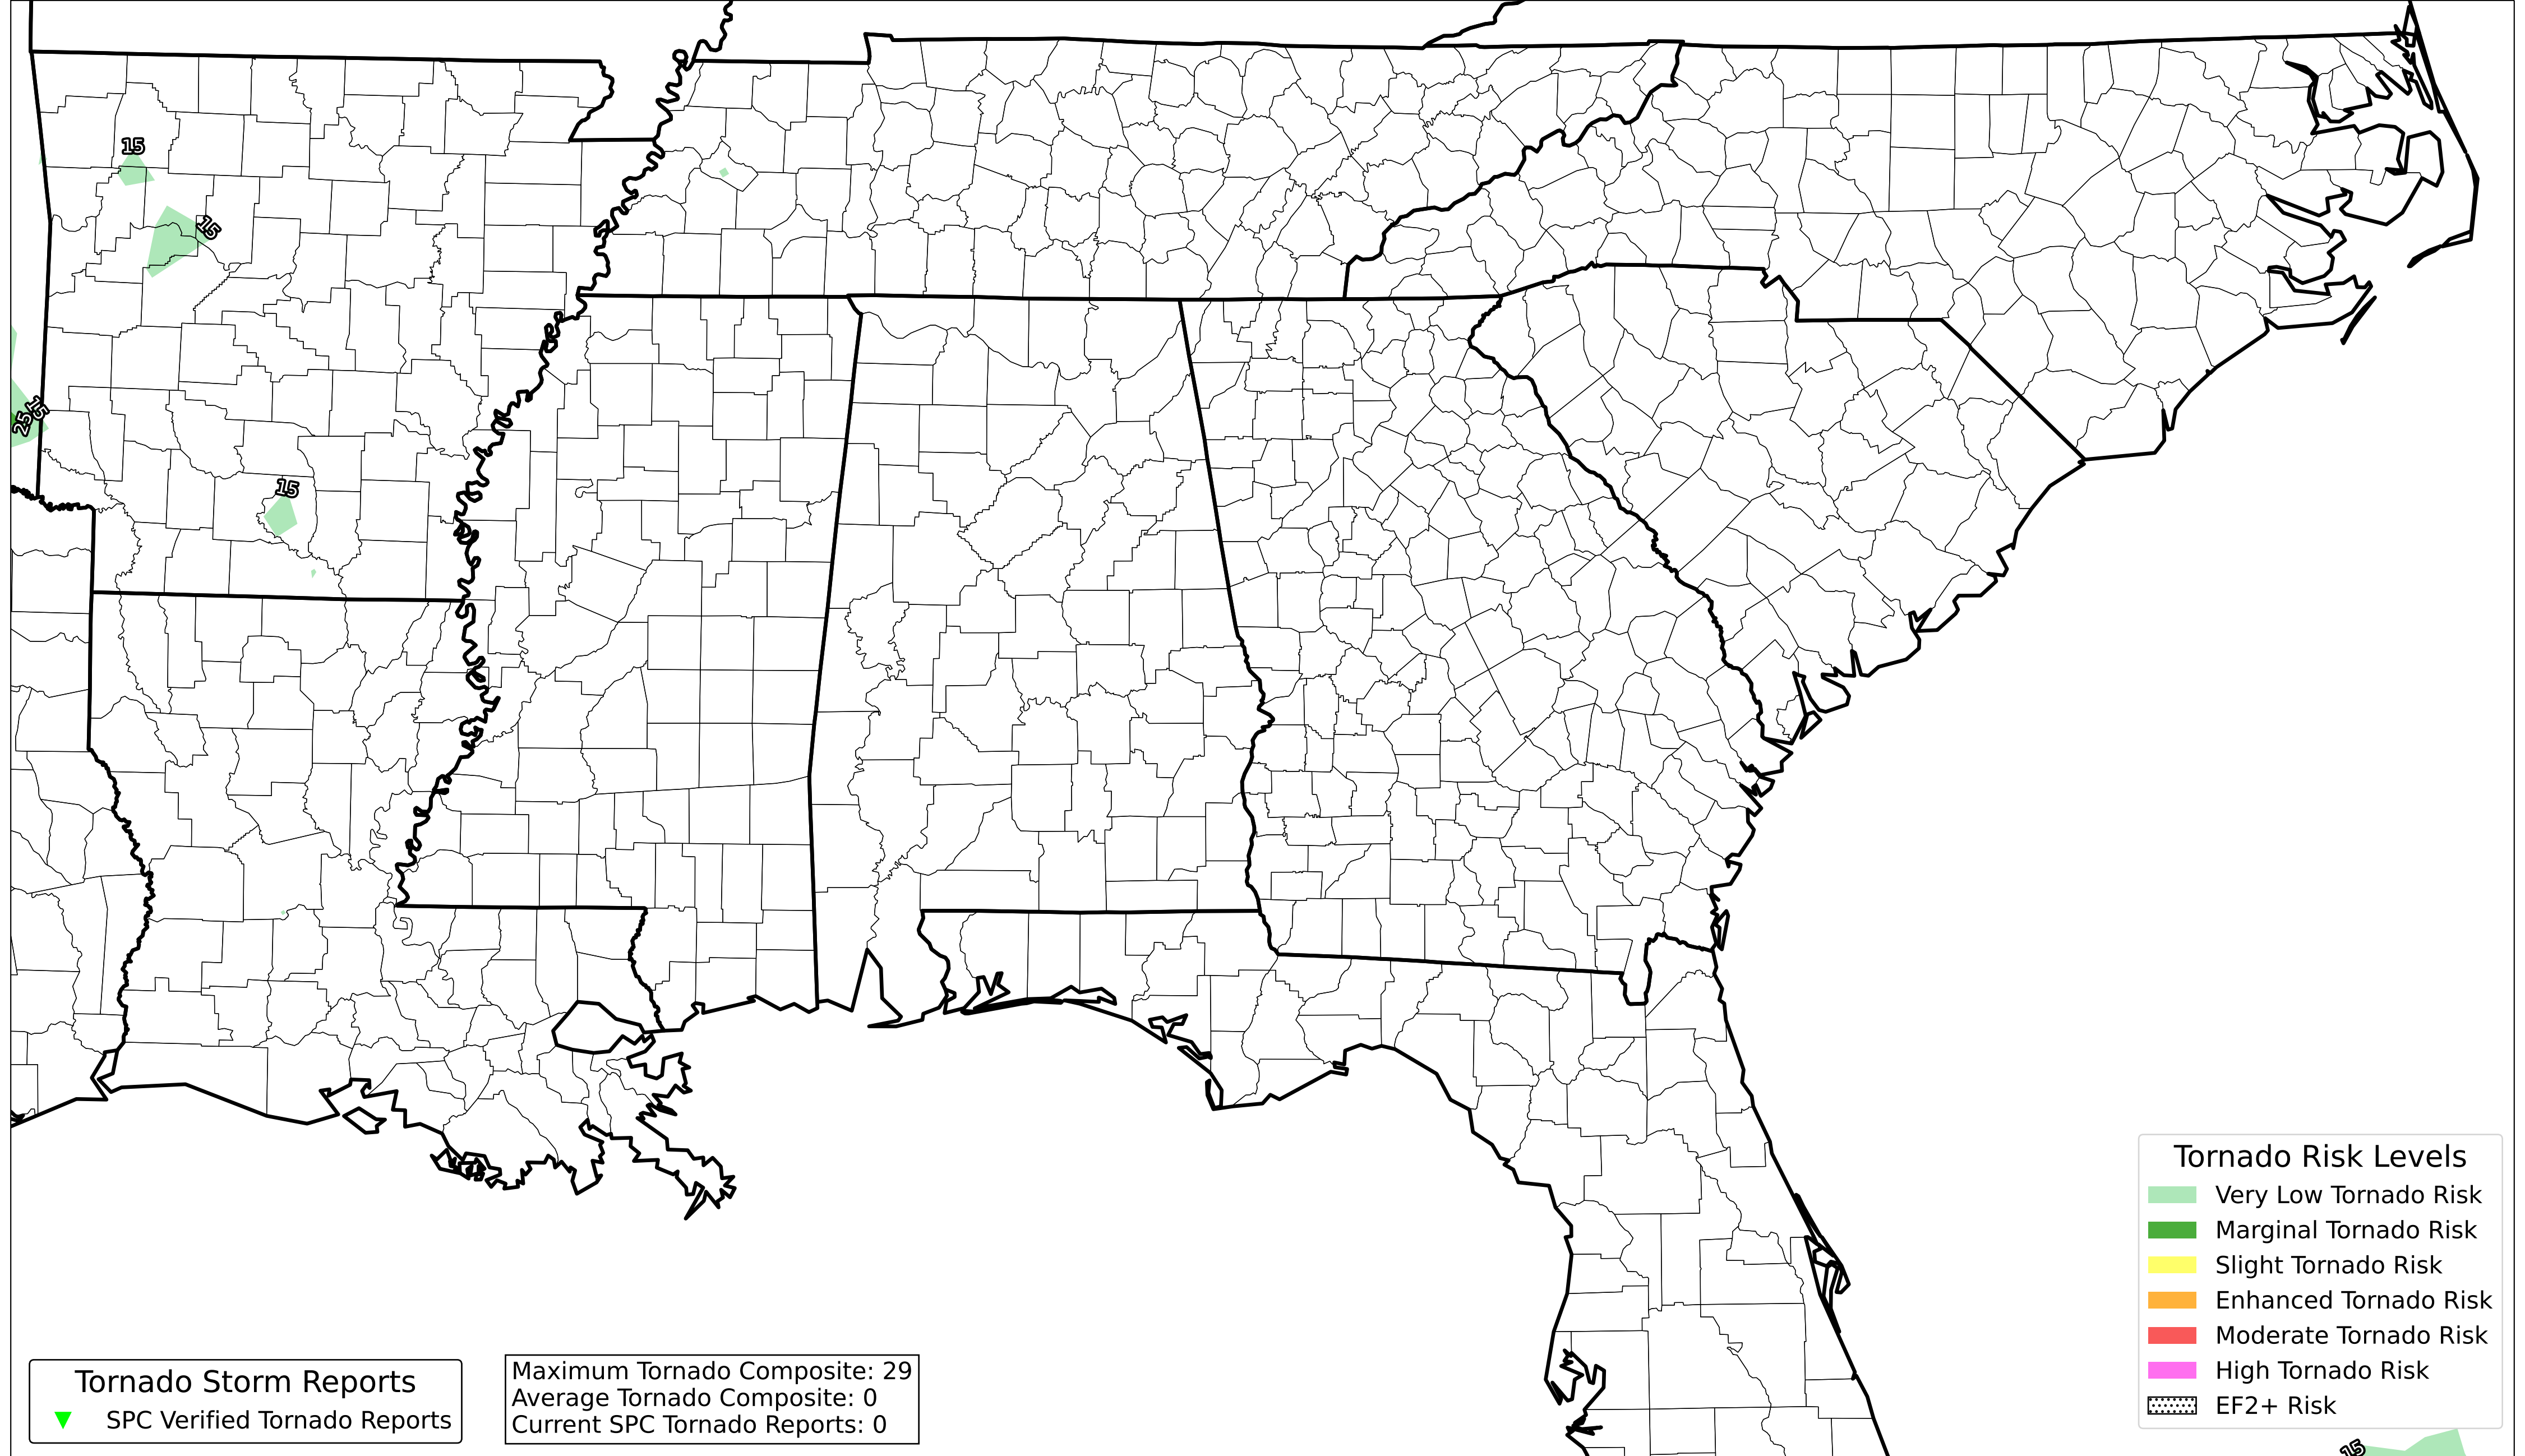 15
15
15
25
15
Tornado Risk Levels
Very Low Tornado Risk
Marginal Tornado Risk
Slight Tornado Risk
Enhanced Tornado Risk
Moderate Tornado Risk
High Tornado Risk
EF2+ Risk
Tornado Storm Reports
SPC Verified Tornado Reports
Maximum Tornado Composite: 29
Average Tornado Composite: 0
Current SPC Tornado Reports: 0
15